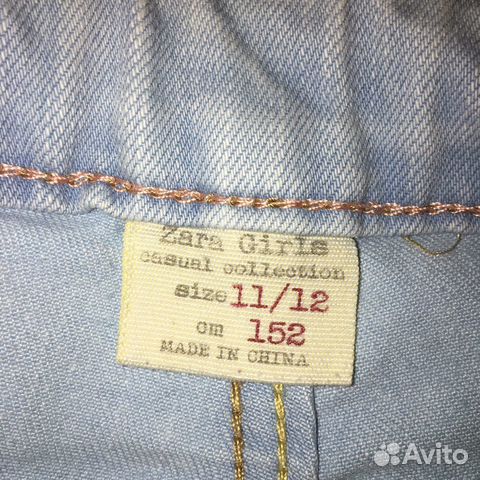 Zara Girls
casual collection
size 11/12
cm 152
MADE IN CHINA
Avito